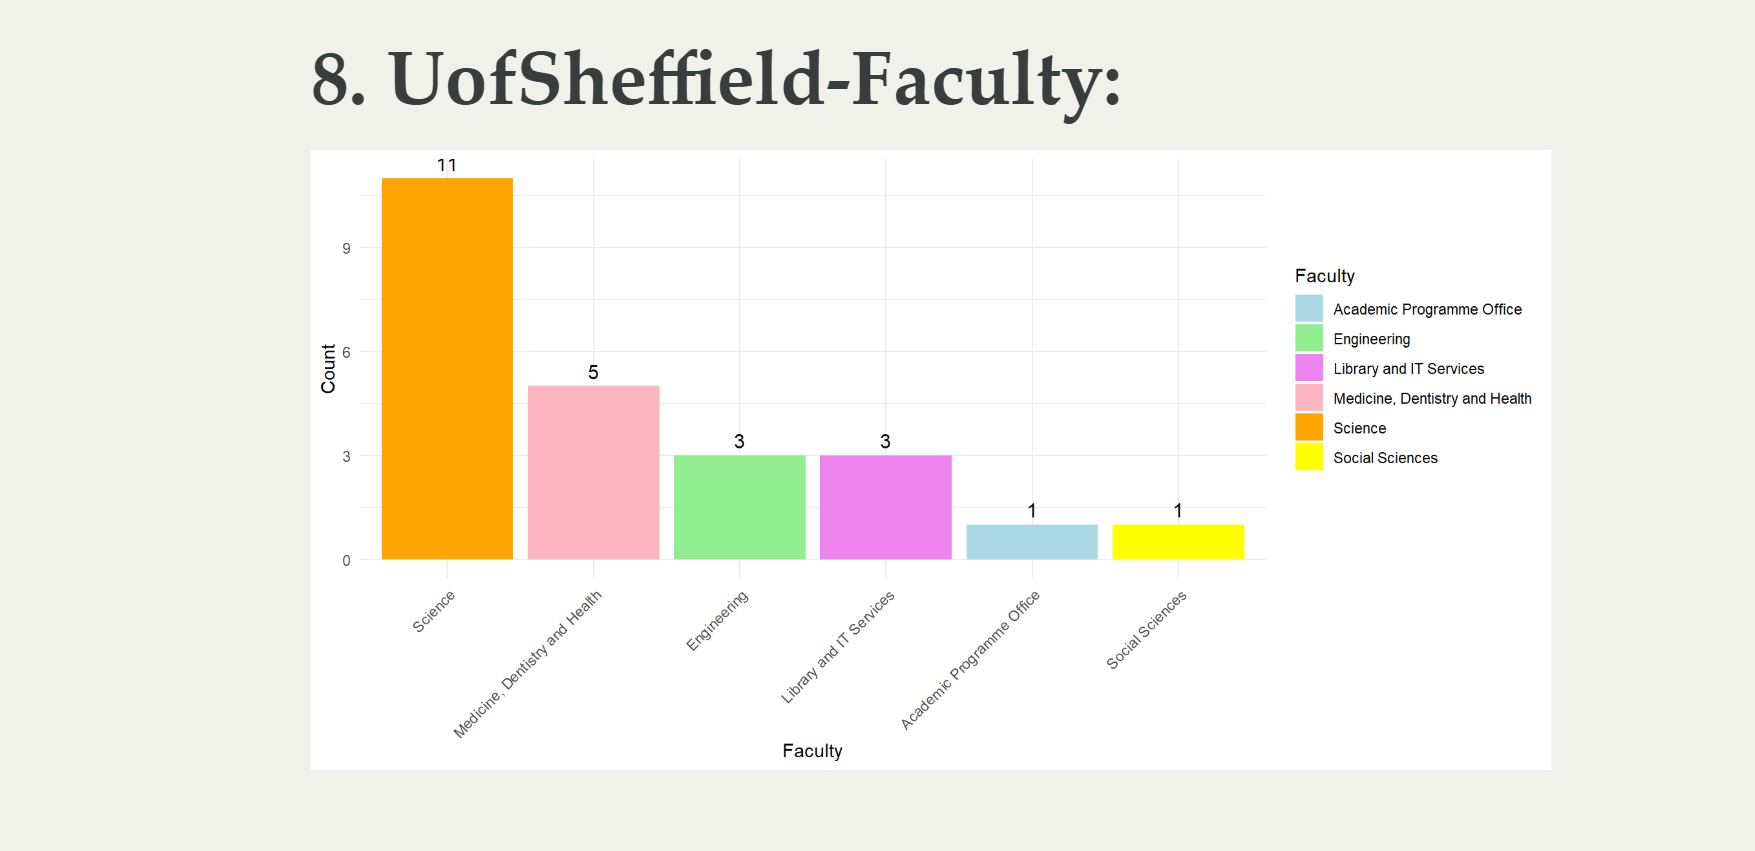 8. UofSheffield-Faculty:
11
5
3
3
1
1
9
6
3
0
Count
Science
Medicine, Dentistry and Health
Engineering
Library and IT Services
Academic Programme Office
Social Sciences
Faculty
Faculty
Academic Programme Office
Engineering
Library and IT Services
Medicine, Dentistry and Health
Science
Social Sciences